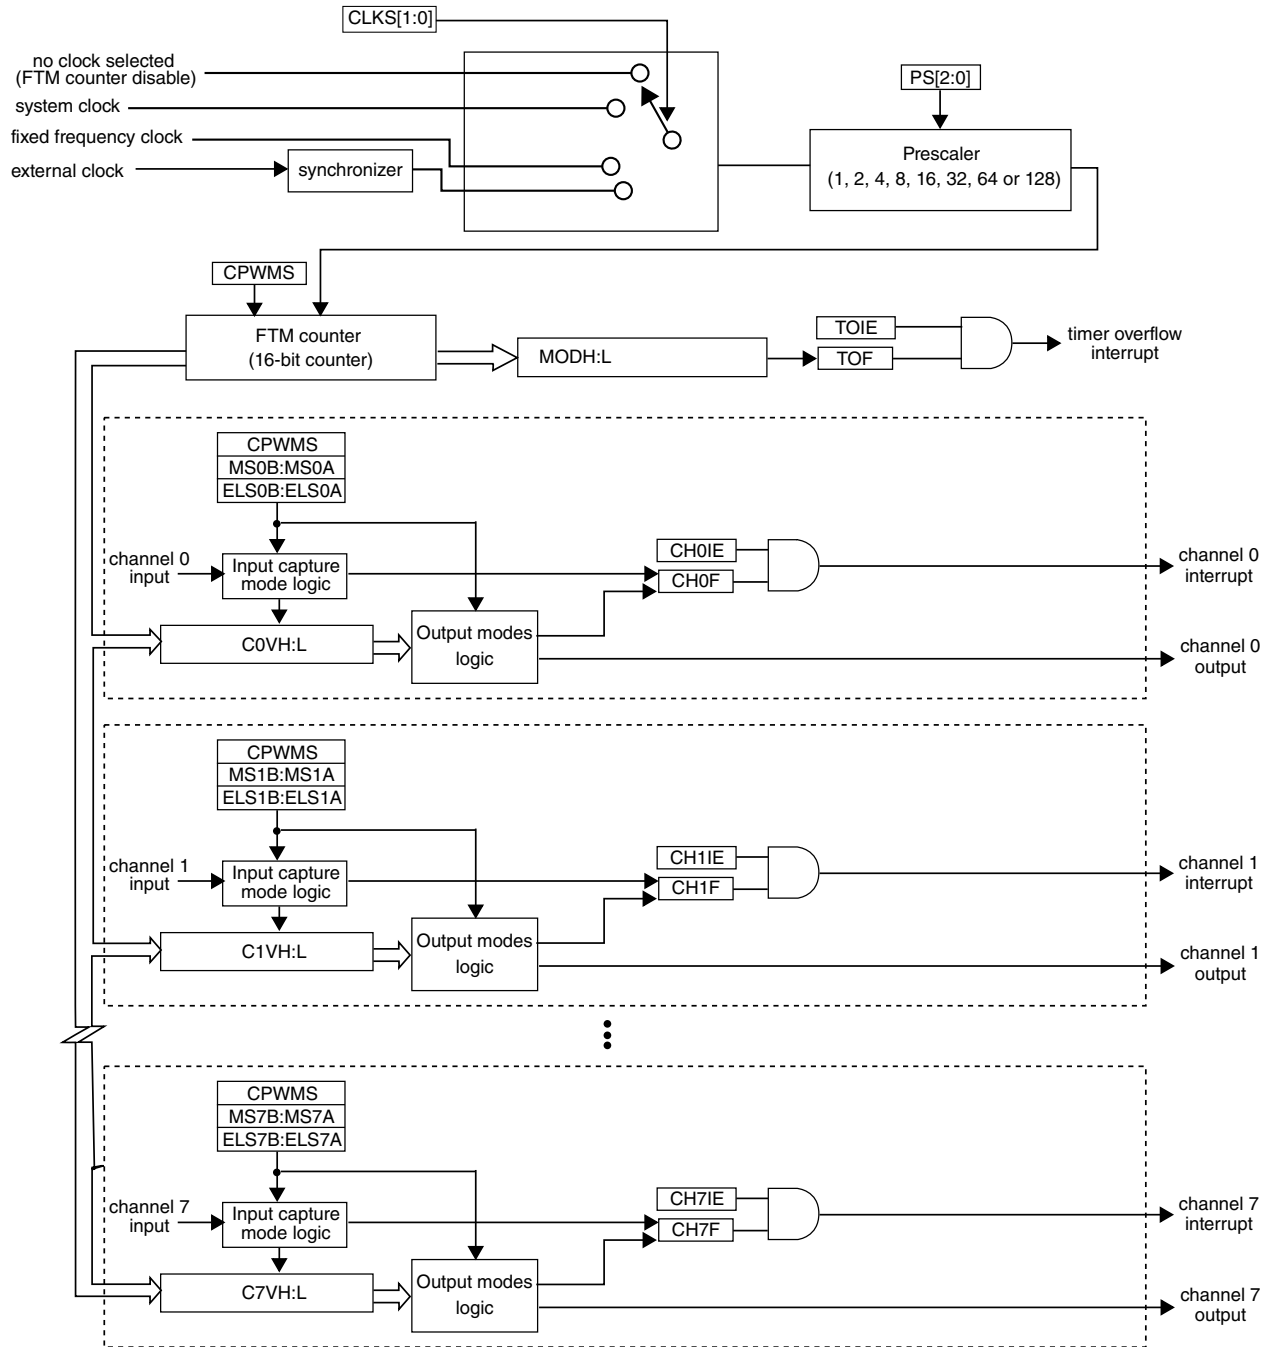 CLKS[1:0]
no clock selected
(FTM counter disable)
system clock
fixed frequency clock
external clock
synchronizer
PS[2:0]
Prescaler
(1, 2, 4, 8, 16, 32, 64 or 128)
CPWMS
FTM counter
(16-bit counter)
MODH:L
TOIE
TOF
timer overflow
interrupt
CPWMS
MS0B:MS0A
ELS0B:ELS0A
channel 0
input
Input capture
mode logic
C0VH:L
Output modes
logic
CH0IE
CH0F
channel 0
interrupt
channel 0
output
CPWMS
MS1B:MS1A
ELS1B:ELS1A
channel 1
input
Input capture
mode logic
C1VH:L
Output modes
logic
CH1IE
CH1F
channel 1
interrupt
channel 1
output
CPWMS
MS7B:MS7A
ELS7B:ELS7A
channel 7
input
Input capture
mode logic
C7VH:L
Output modes
logic
CH7IE
CH7F
channel 7
interrupt
channel 7
output